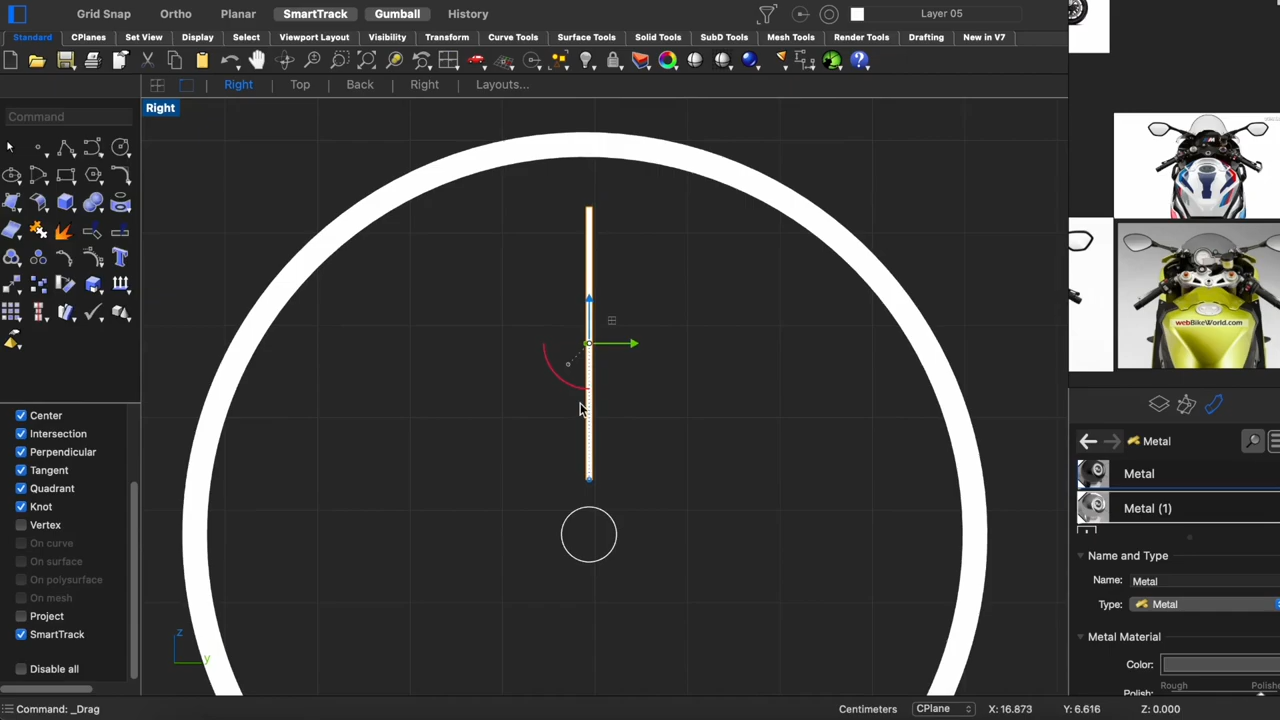 Grid Snap Ortho Planar SmartTrack Gumball History Layer 05
Standard CPlanes Set View Display Select Viewport Layout Visibility Transform Curve Tools Surface Tools Solid Tools SubD Tools Mesh Tools Render Tools Drafting New in V7
Right Top Back Right Layouts...
Right
Command
webBikeWorld.com
Center
Intersection
Perpendicular
Tangent
Quadrant
Knot
Vertex
On curve
On surface
On polysurface
On mesh
Project
SmartTrack
Disable all
z
y
Metal
Metal
Metal (1)
Name and Type
Name: Metal
Type: Metal
Metal Material
Color:
Rough Polishe
Polish:
Command: _Drag
Centimeters CPlane X: 16.873 Y: 6.616 Z: 0.000